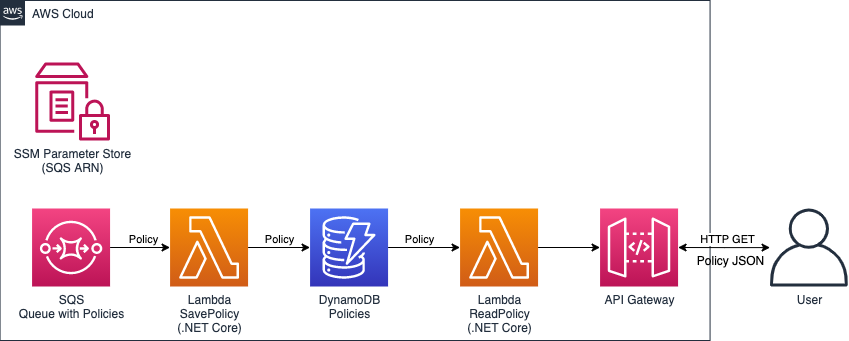 aws
AWS Cloud
SSM Parameter Store
(SQS ARN)
Policy
Policy
Policy
HTTP GET
Policy JSON
SQS
Queue with Policies
Lambda
SavePolicy
(.NET Core)
DynamoDB
Policies
Lambda
ReadPolicy
(.NET Core)
API Gateway
User